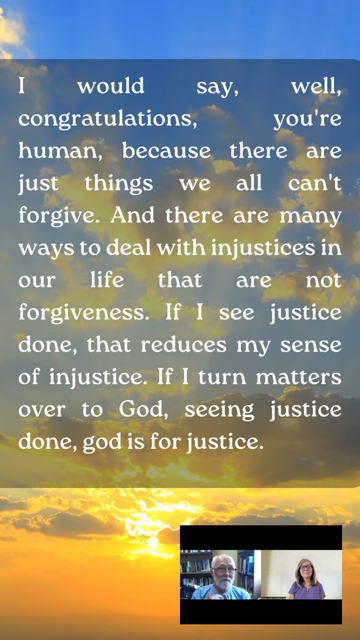 I would say, well,
congratulations, you're
human, because there are
just things we all can't
forgive. And there are many
ways to deal with injustices in
our life that are not
forgiveness. If I see justice
done, that reduces my sense
of injustice. If I turn matters
over to God, seeing justice
done, god is for justice.